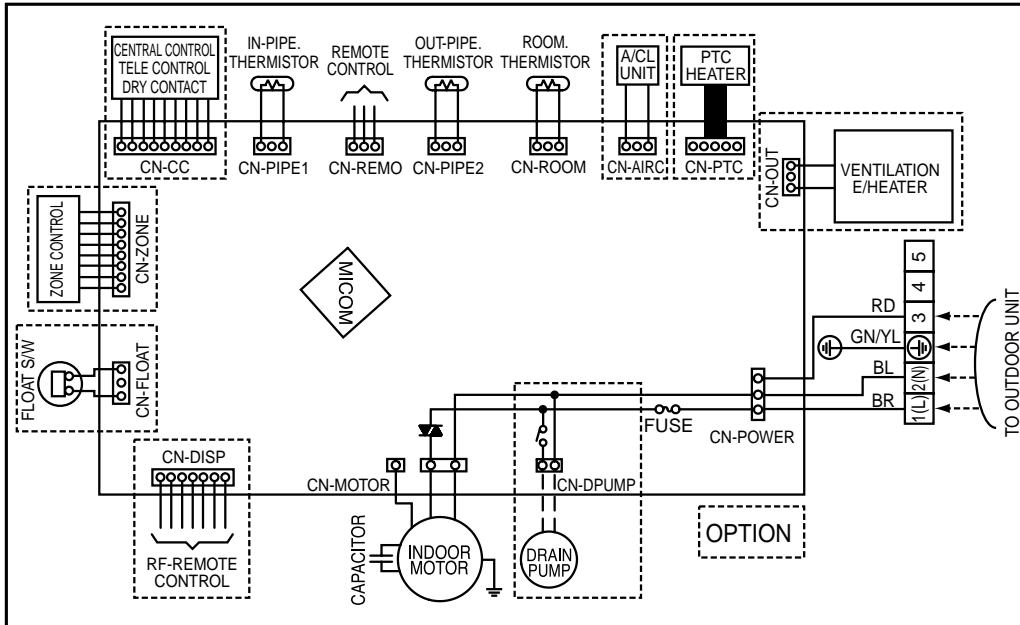 CENTRAL CONTROL
TELE CONTROL
DRY CONTACT
CN-CC
IN-PIPE.
THERMISTOR
CN-PIPE1
REMOTE
CONTROL
CN-REMO
OUT-PIPE.
THERMISTOR
CN-PIPE2
ROOM.
THERMISTOR
CN-ROOM
A/CL
UNIT
CN-AIRC
PTC
HEATER
CN-PTC
CN-OUT
VENTILATION
E/HEATER
ZONE CONTROL
CN-ZONE
MICOM
FLOAT S/W
CN-FLOAT
5
4
3
2(N)
1(L)
RD
GN/YL
BL
BR
TO OUTDOOR UNIT
FUSE
CN-POWER
CN-DISP
RF-REMOTE
CONTROL
CN-MOTOR
CAPACITOR
INDOOR
MOTOR
CN-DPUMP
DRAIN
PUMP
OPTION